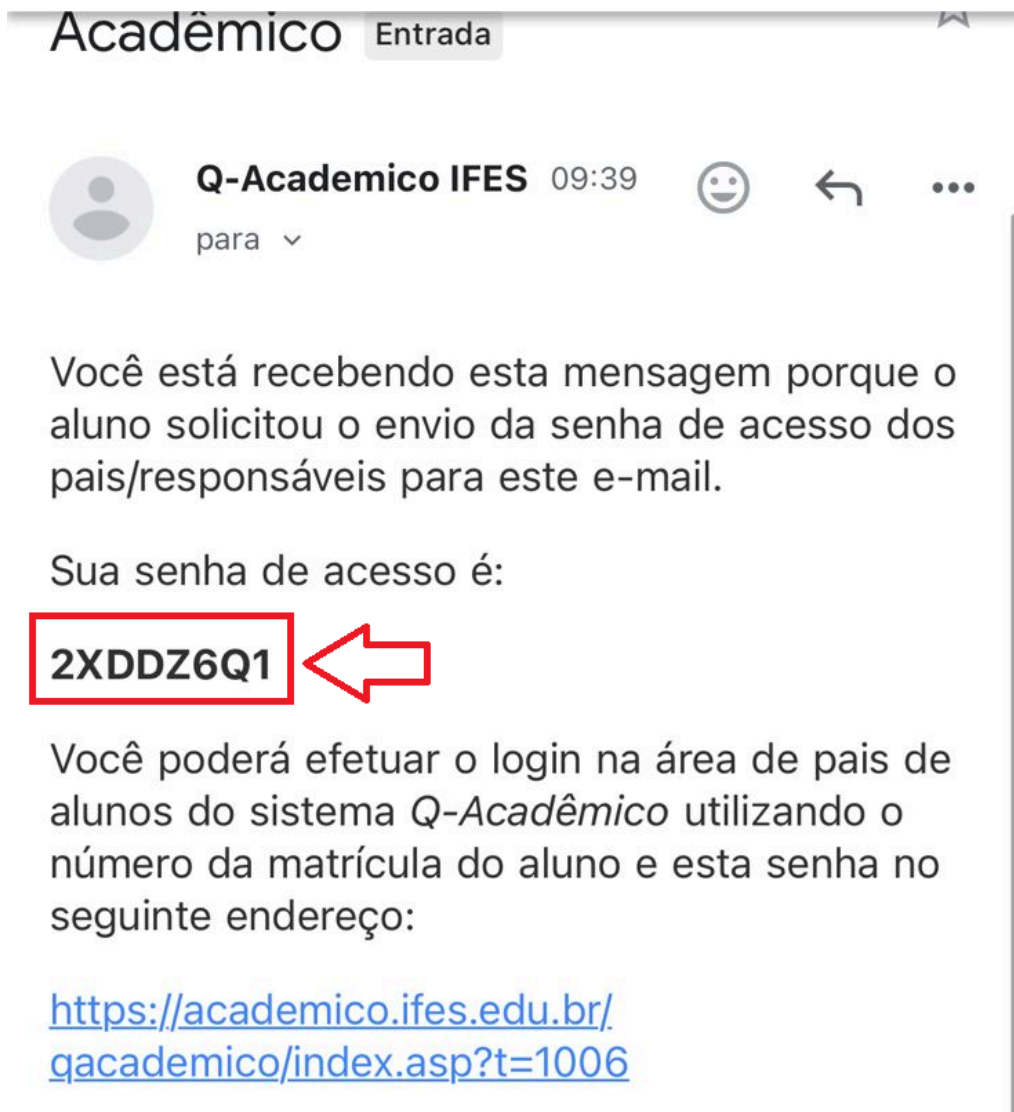 Acadêmico Entrada
Q-Academico IFES 09:39
para
Você está recebendo esta mensagem porque o
aluno solicitou o envio da senha de acesso dos
pais/responsáveis para este e-mail.
Sua senha de acesso é:
2XDDZ6Q1
Você poderá efetuar o login na área de pais de
alunos do sistema Q-Acadêmico utilizando o
número da matrícula do aluno e esta senha no
seguinte endereço:
https://academico.ifes.edu.br/
qacademico/index.asp?t=1006